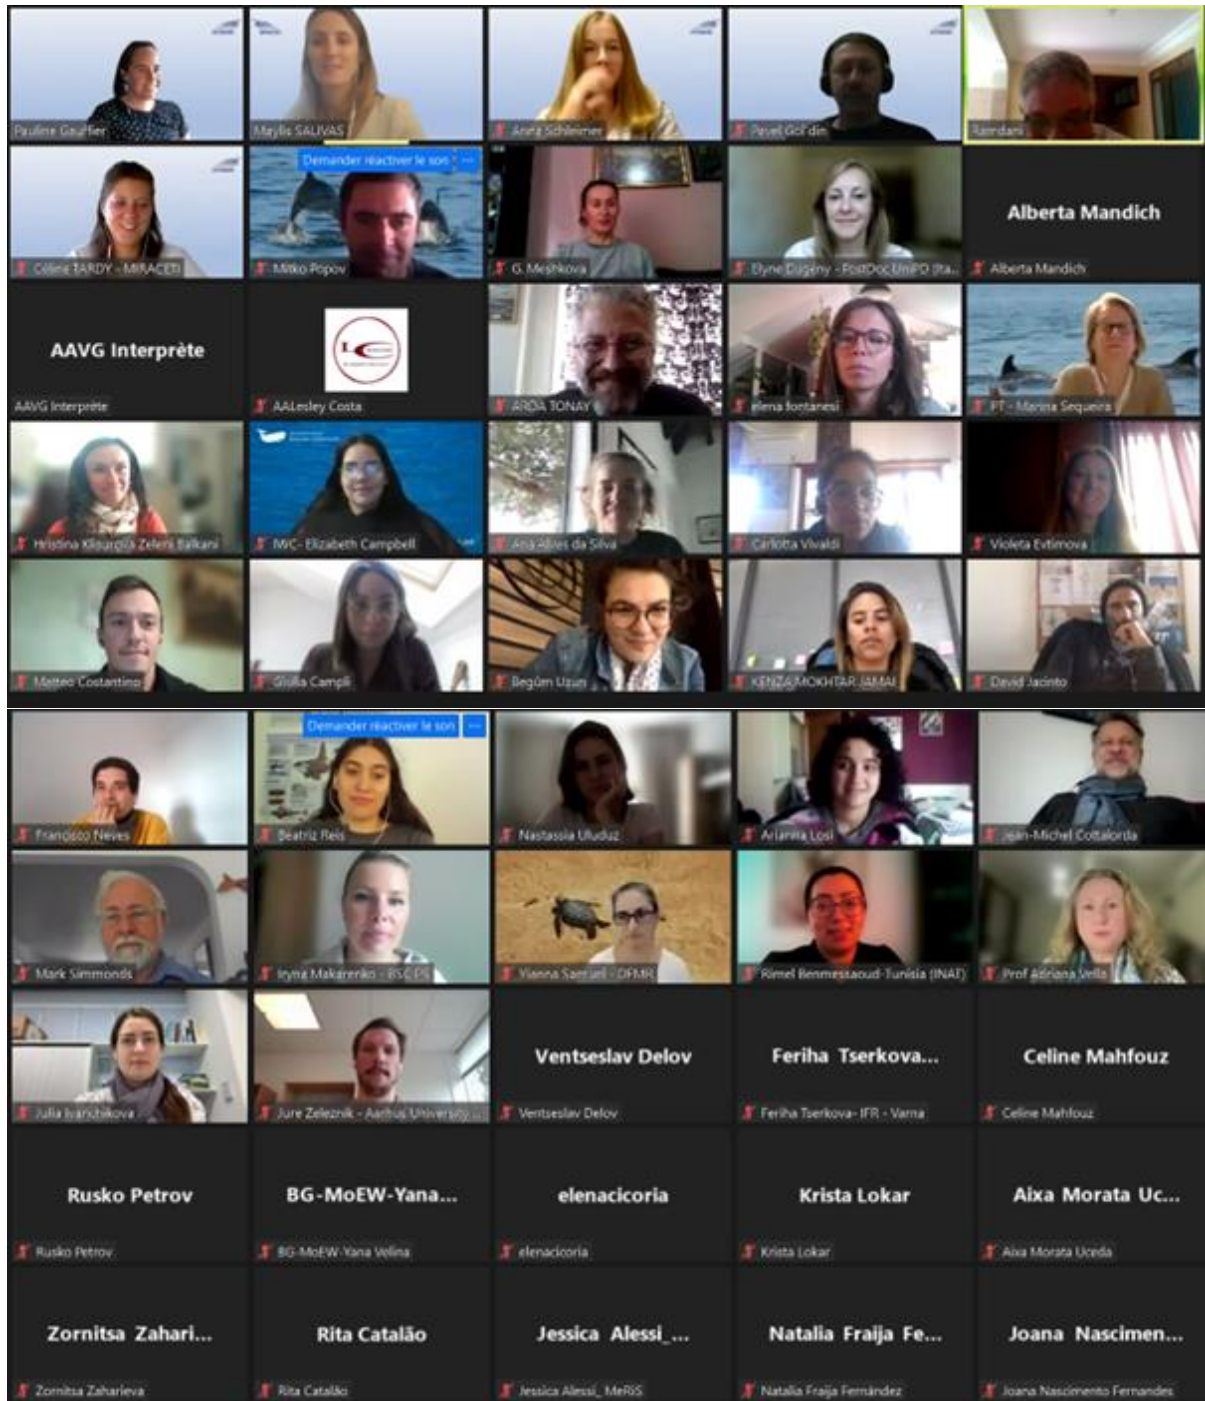 Pauline Gauffier
Maylis SALIVAS
Anna Schleimer
Pavel Gol'din
Ramdani
Demander réactiver le son ...
Céline TARDY - MIRACETI
Mitko Popov
G. Meshkova
Elyne Dugény - PostDoc UniPD (Ita...
Alberta Mandich
Alberta Mandich
AAVG Interprète
AAVG Interprète
AALesley Costa
ARDA TONAY
elena fontanesi
PT - Marina Sequeira
Hristina Klisurova Zeleni Balkani
IWC- Elizabeth Campbell
Ana Alves da Silva
Carlotta Vivaldi
Violeta Evtimova
Matteo Costantino
Giulia Campli
Begüm Uzun
KENZA MOKHTAR JAMAI
David Jacinto
Demander réactiver le son ...
Francisco Neves
Beatriz Reis
Nastassia Uluduz
Arianna Losi
Jean-Michel Cottalorda
Mark Simmonds
Iryna Makarenko - BSC PS
Yianna Samuel - DFMR
Rimel Benmessaoud-Tunisia (INAT)
Prof Adriana Vella
Julia Ivanchikova
Jure Zeleznik - Aarhus University ...
Ventseslav Delov
Ventseslav Delov
Feriha Tserkova...
Feriha Tserkova- IFR - Varna
Celine Mahfouz
Celine Mahfouz
Rusko Petrov
Rusko Petrov
BG-MoEW-Yana...
BG-MoEW-Yana Velina
elenacicoria
elenacicoria
Krista Lokar
Krista Lokar
Aixa Morata Uc...
Aixa Morata Uceda
Zornitsa Zahari...
Zornitsa Zaharieva
Rita Catalão
Rita Catalão
Jessica Alessi_...
Jessica Alessi_ MeRiS
Natalia Fraija Fe...
Natalia Fraija Fernández
Joana Nascimen...
Joana Nascimento Fernandes